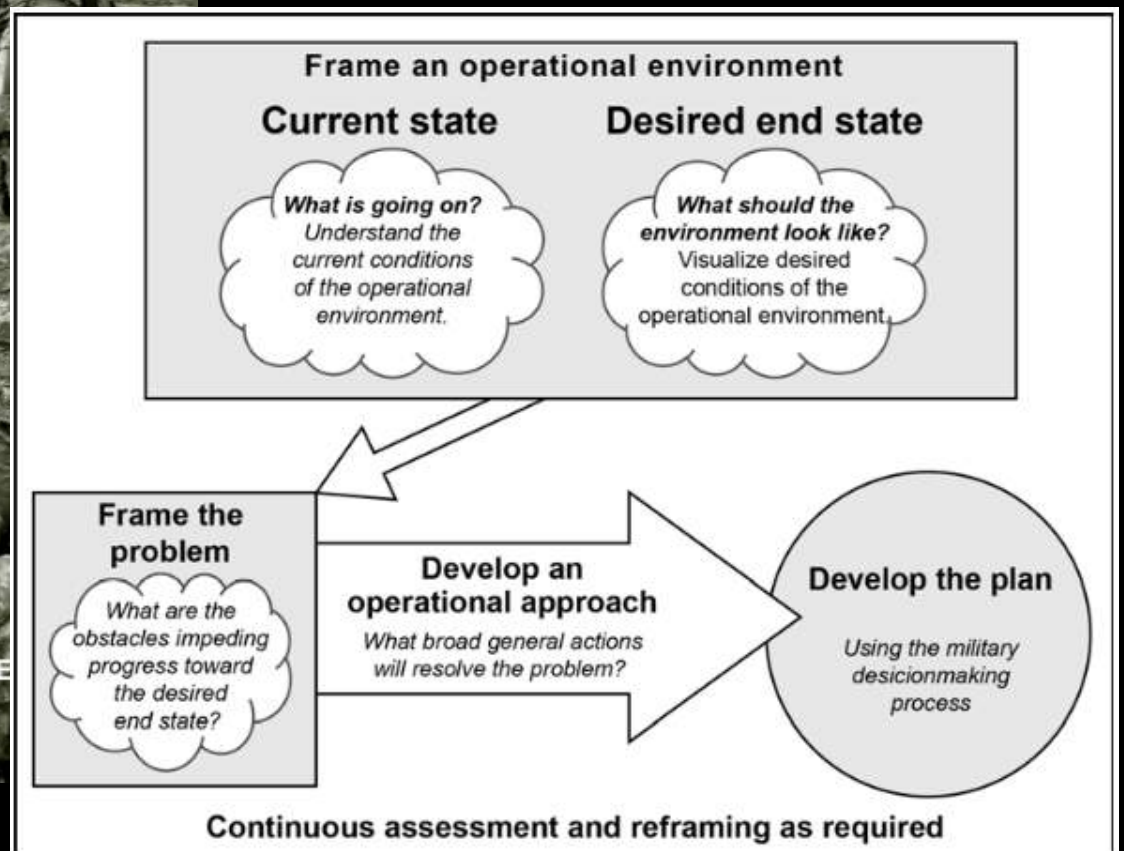 Frame an operational environment
Current state
Desired end state
What is going on?
Understand the
current conditions
of the operational
environment.
What should the
environment look like?
Visualize desired
conditions of the
operational environment.
Frame the
problem
What are the
obstacles impeding
progress toward
the desired
end state?
Develop an
operational approach
What broad general actions
will resolve the problem?
Develop the plan
Using the military
desicionmaking
process
Continuous assessment and reframing as required